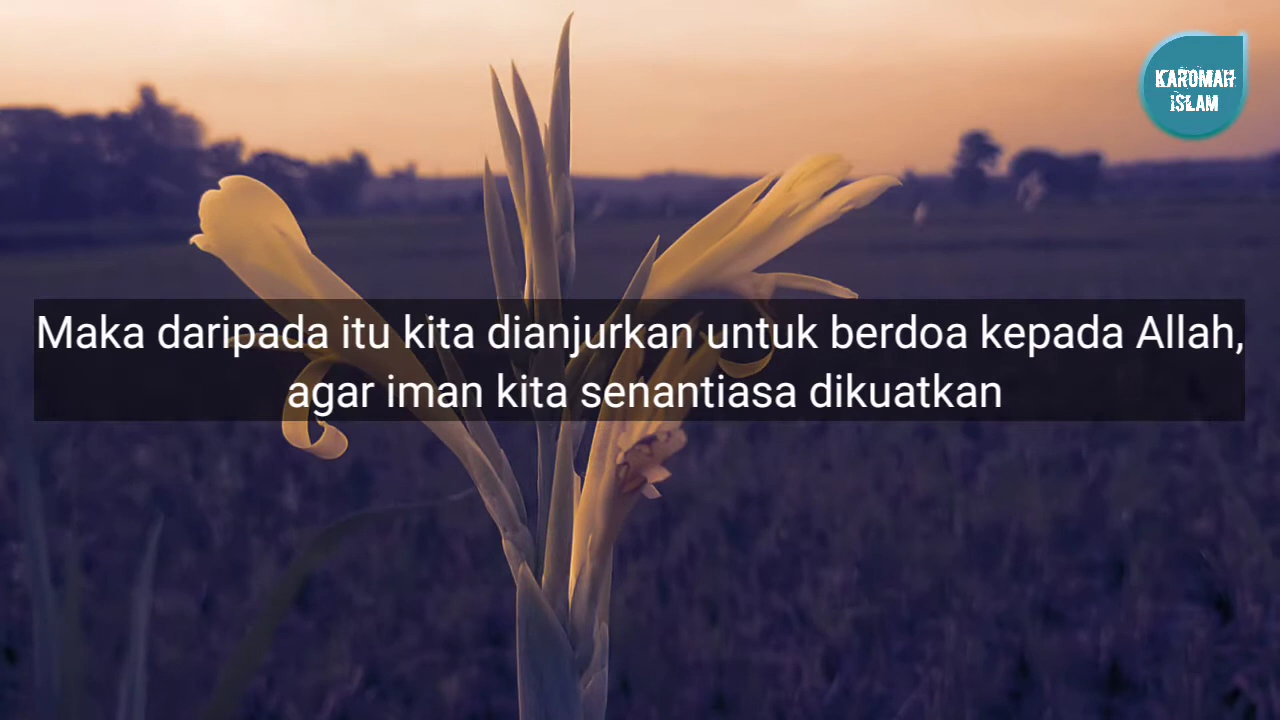 KAROMAH
ISLAM
Maka daripada itu kita dianjurkan untuk berdoa kepada Allah,
agar iman kita senantiasa dikuatkan